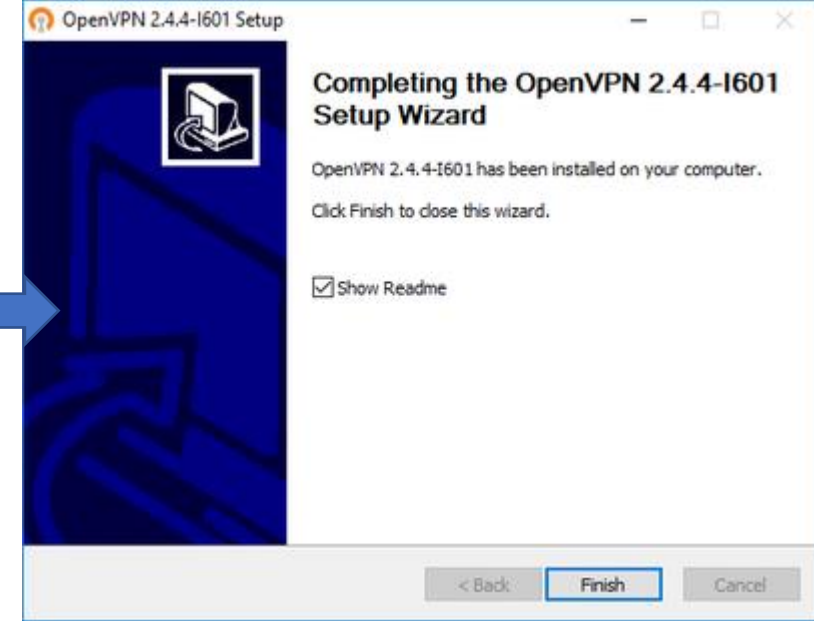 OpenVPN 2.4.4-I601 Setup
Completing the OpenVPN 2.4.4-I601
Setup Wizard
OpenVPN 2.4.4-I601 has been installed on your computer.
Click Finish to close this wizard.
Show Readme
< Back
Finish
Cancel